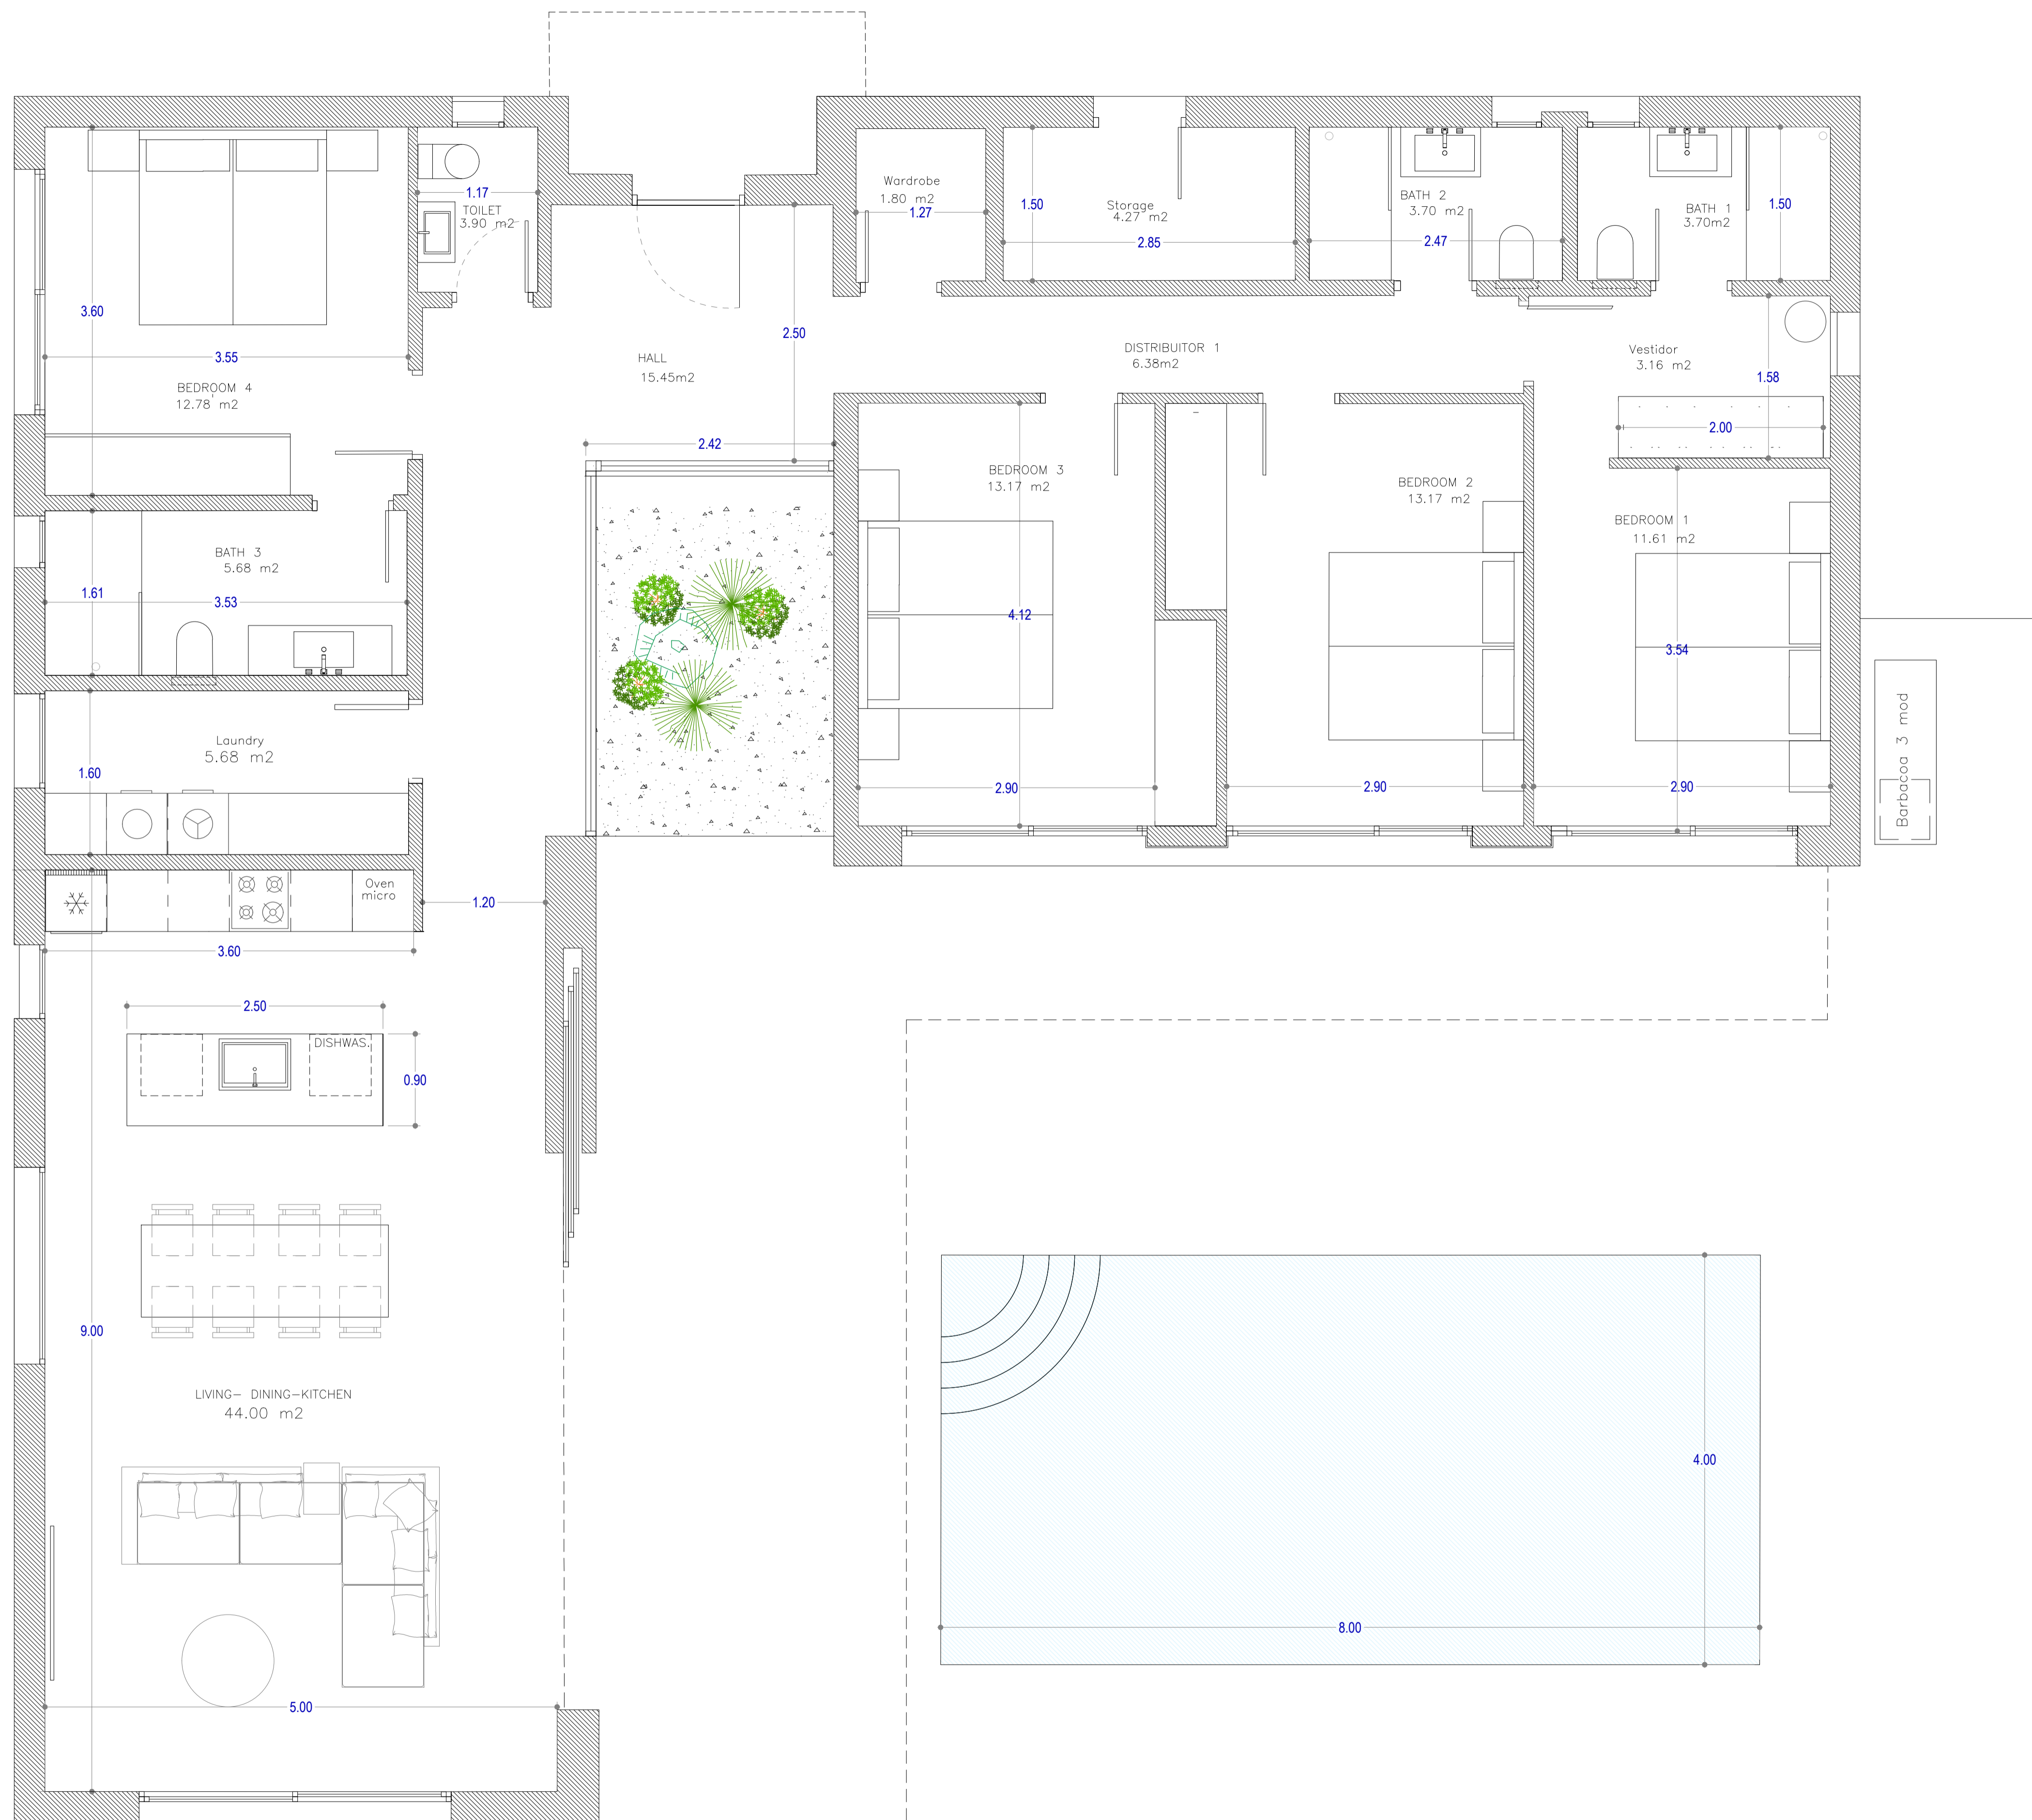 Wardrobe
1.80 m2
1.27
1.17
TOILET
3.90 m2
Storage
4.27 m2
1.50
2.85
BATH 2
3.70 m2
2.47
BATH 1
3.70m2
1.50
3.60
3.55
BEDROOM 4
12.78 m2
HALL
15.45m2
2.50
2.42
DISTRIBUITOR 1
6.38m2
Vestidor
3.16 m2
1.58
2.00
BEDROOM 3
13.17 m2
4.12
2.90
BEDROOM 2
13.17 m2
2.90
BEDROOM 1
11.61 m2
3.54
2.90
Barbacoa 3 mod
BATH 3
5.68 m2
1.61
3.53
Laundry
5.68 m2
1.60
Oven
micro
1.20
3.60
2.50
DISHWAS.
0.90
9.00
LIVING- DINING-KITCHEN
44.00 m2
5.00
4.00
8.00